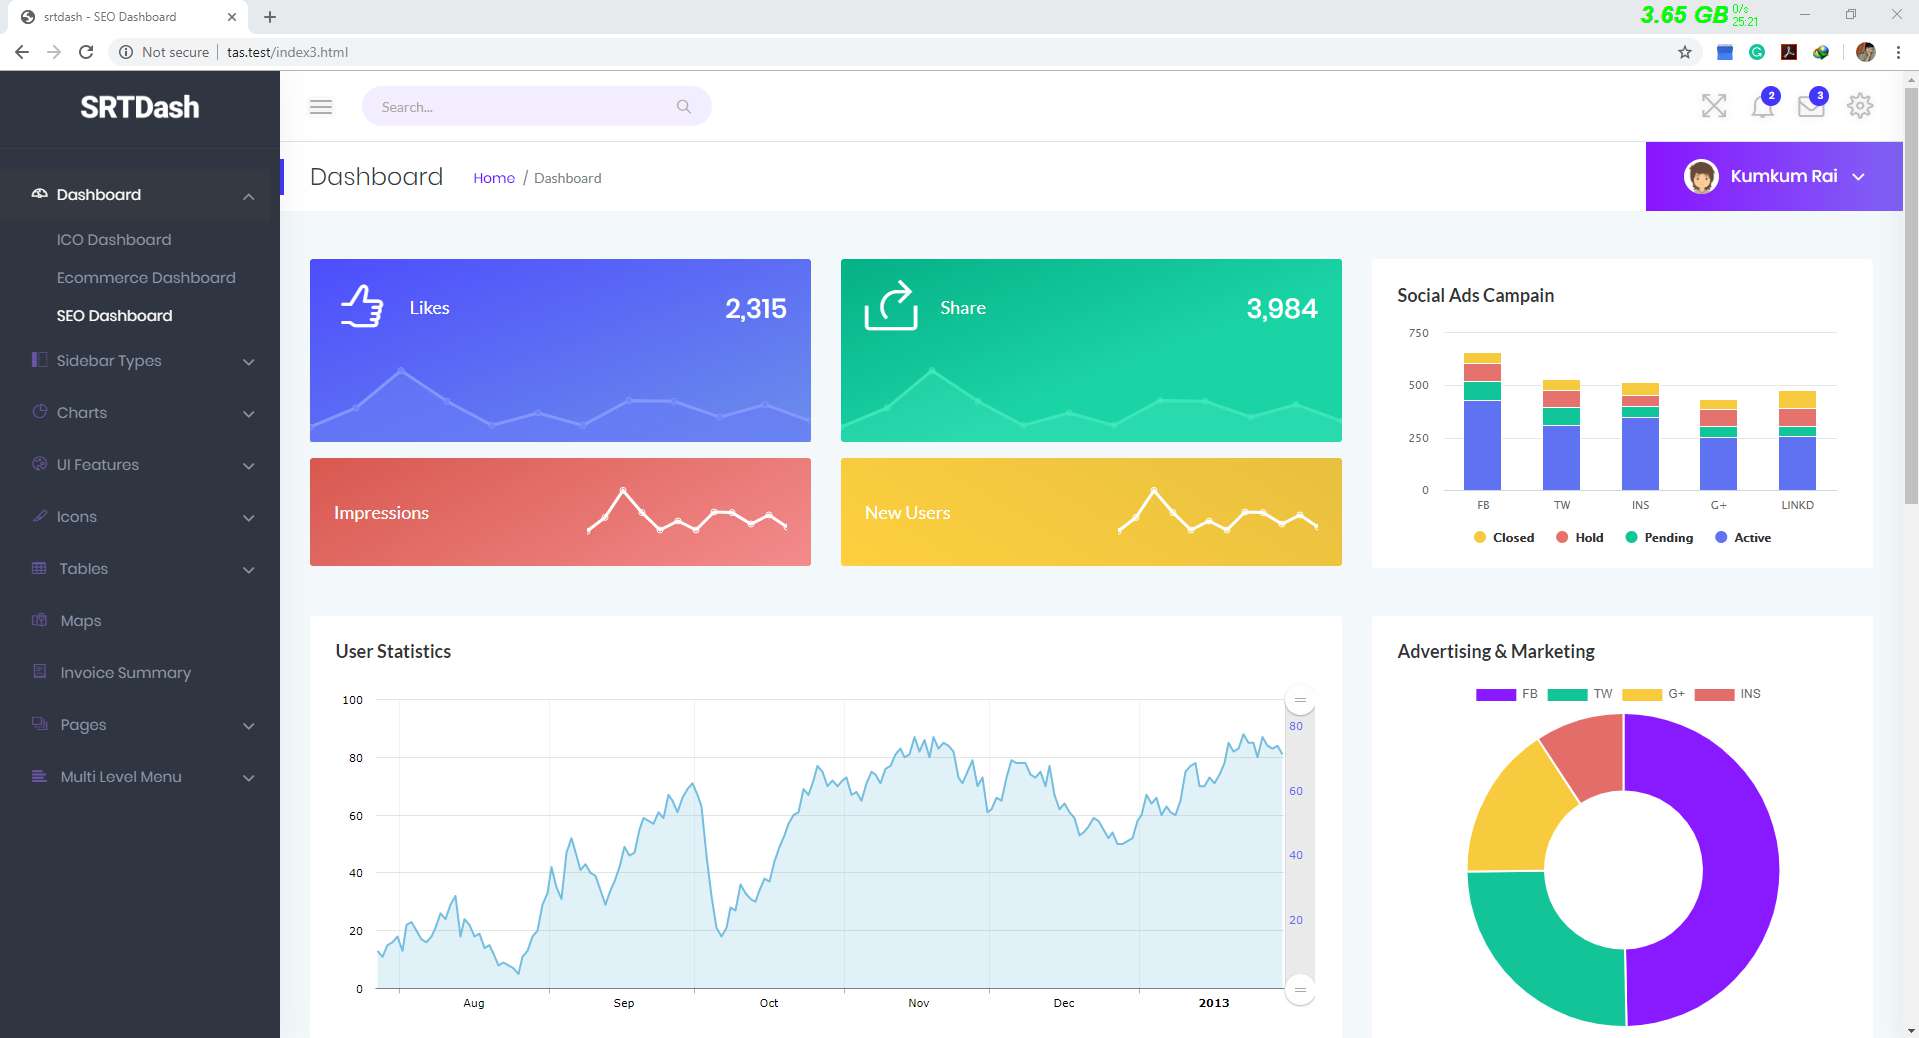 srtdash - SEO Dashboard
3.65 GB 0/s 25:21
Not secure tas.test/index3.html
SRTDash
Search...
2
3
Dashboard
ICO Dashboard
Ecommerce Dashboard
SEO Dashboard
Sidebar Types
Charts
UI Features
Icons
Tables
Maps
Invoice Summary
Pages
Multi Level Menu
Dashboard
Home / Dashboard
Kumkum Rai
Likes
2,315
Share
3,984
Impressions
New Users
Social Ads Campain
750
500
250
0
FB TW INS G+ LINKD
Closed Hold Pending Active
User Statistics
100
80
60
40
20
0
Aug Sep Oct Nov Dec 2013
80
60
40
20
Advertising & Marketing
FB TW G+ INS